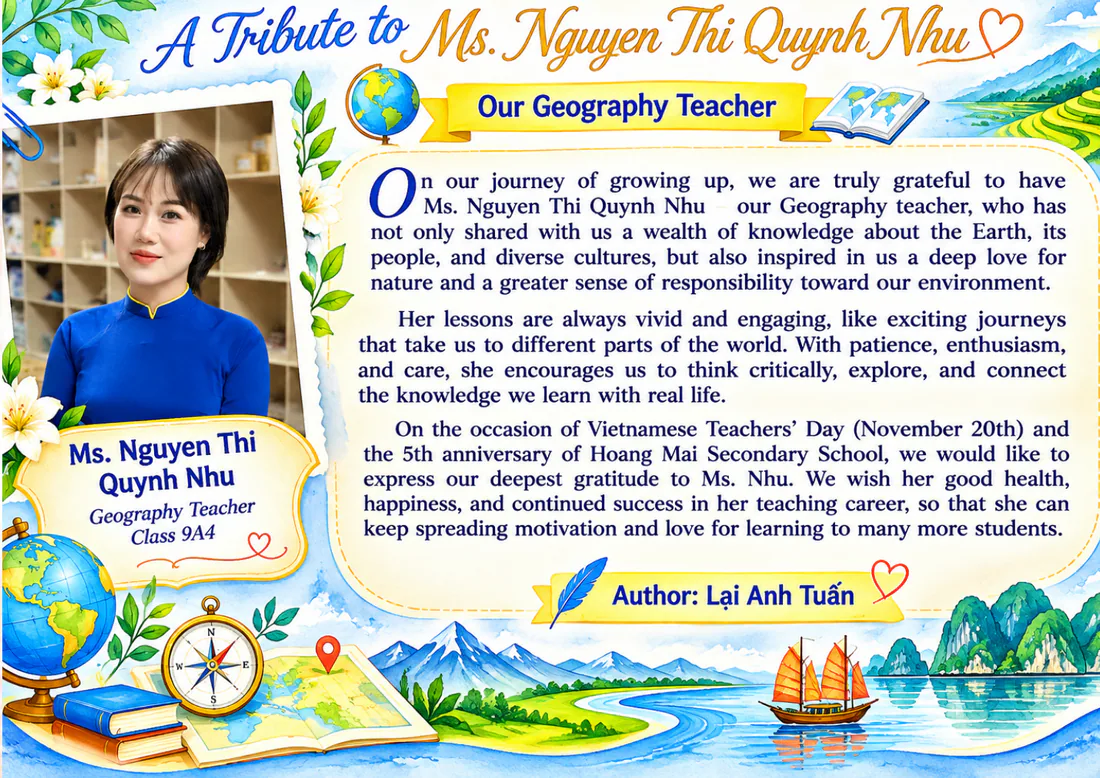 A Tribute to Ms. Nguyen Thi Quynh Nhu
Our Geography Teacher
On our journey of growing up, we are truly grateful to have
Ms. Nguyen Thi Quynh Nhu – our Geography teacher, who has
not only shared with us a wealth of knowledge about the Earth, its
people, and diverse cultures, but also inspired in us a deep love for
nature and a greater sense of responsibility toward our environment.
Her lessons are always vivid and engaging, like exciting journeys
that take us to different parts of the world. With patience, enthusiasm,
and care, she encourages us to think critically, explore, and connect
the knowledge we learn with real life.
On the occasion of Vietnamese Teachers' Day (November 20th) and
the 5th anniversary of Hoang Mai Secondary School, we would like to
express our deepest gratitude to Ms. Nhu. We wish her good health,
happiness, and continued success in her teaching career, so that she can
keep spreading motivation and love for learning to many more students.
Author: Lại Anh Tuấn
Ms. Nguyen Thi
Quynh Nhu
Geography Teacher
Class 9A4
N
W E
S